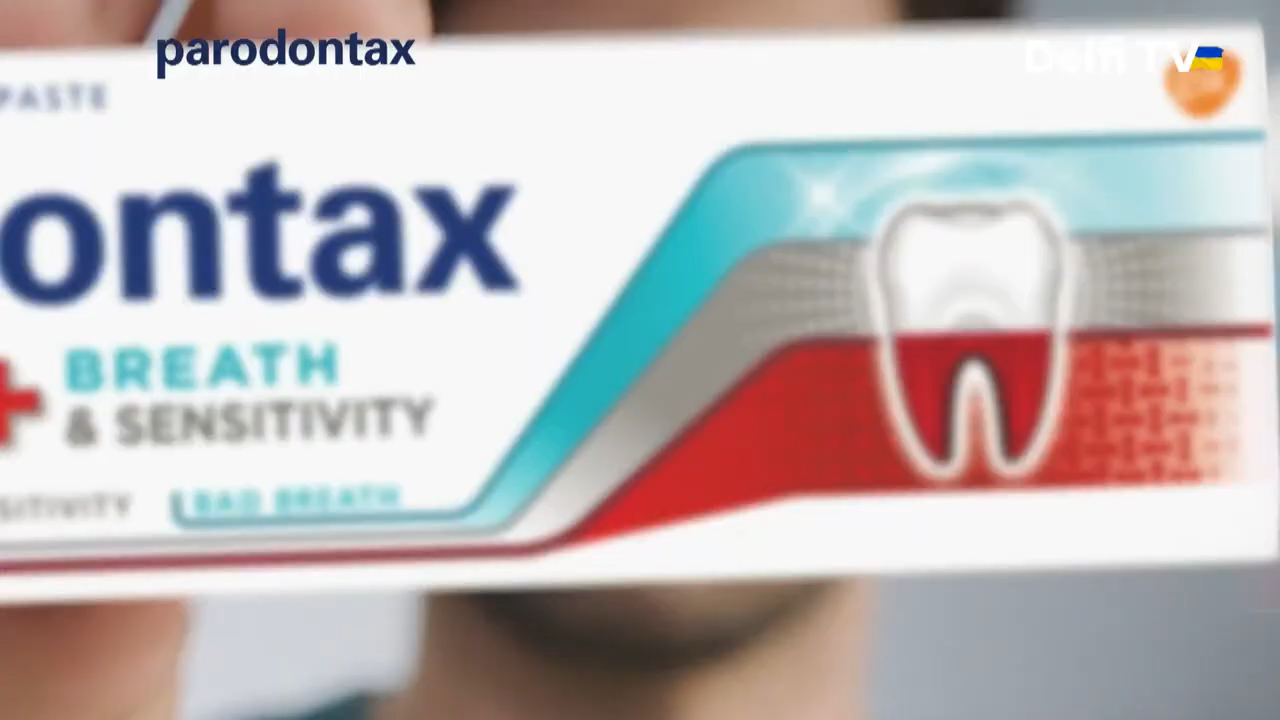 parodontax
Delfi TV
PASTE
ontax
BREATH
& SENSITIVITY
SITIVITY
BAD BREATH